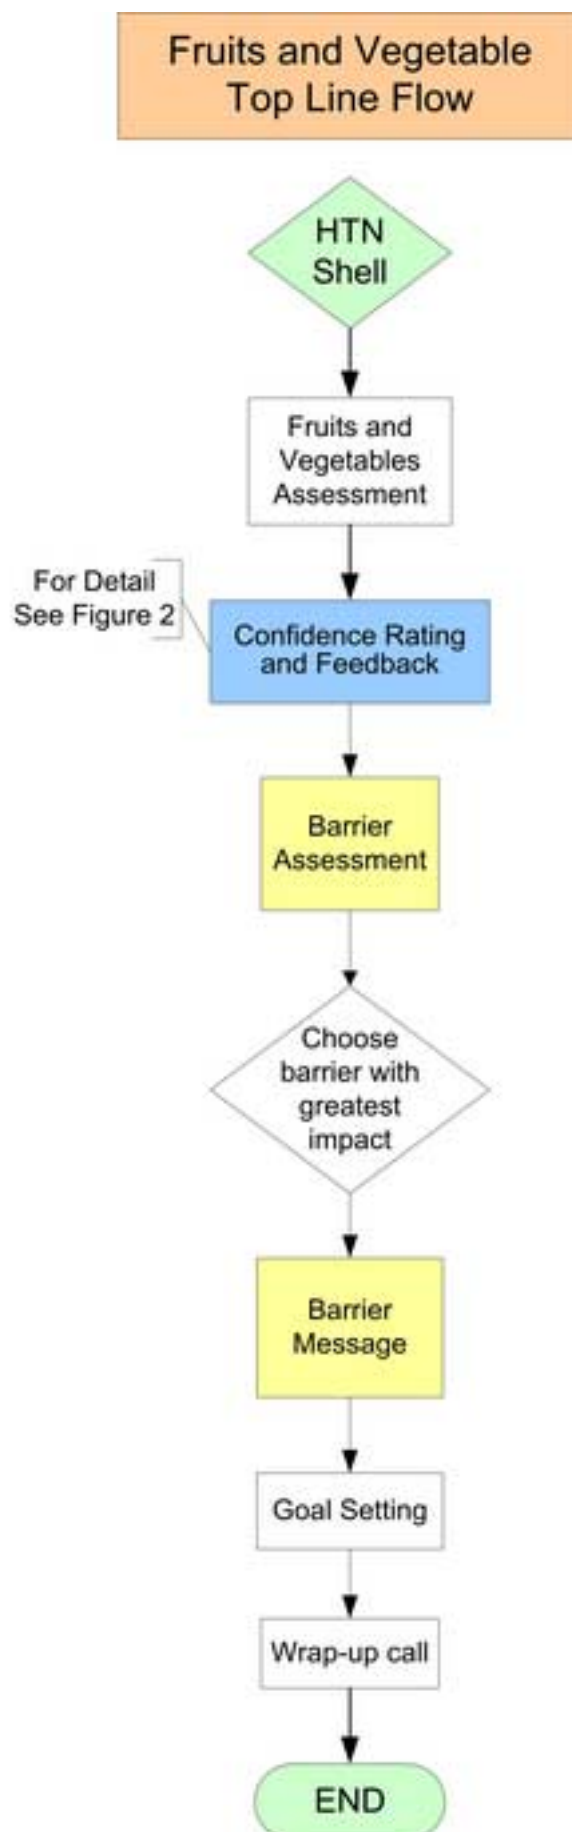 Fruits and Vegetable
Top Line Flow
HTN
Shell
Fruits and
Vegetables
Assessment
For Detail
See Figure 2
Confidence Rating
and Feedback
Barrier
Assessment
Choose
barrier with
greatest
impact
Barrier
Message
Goal Setting
Wrap-up call
END